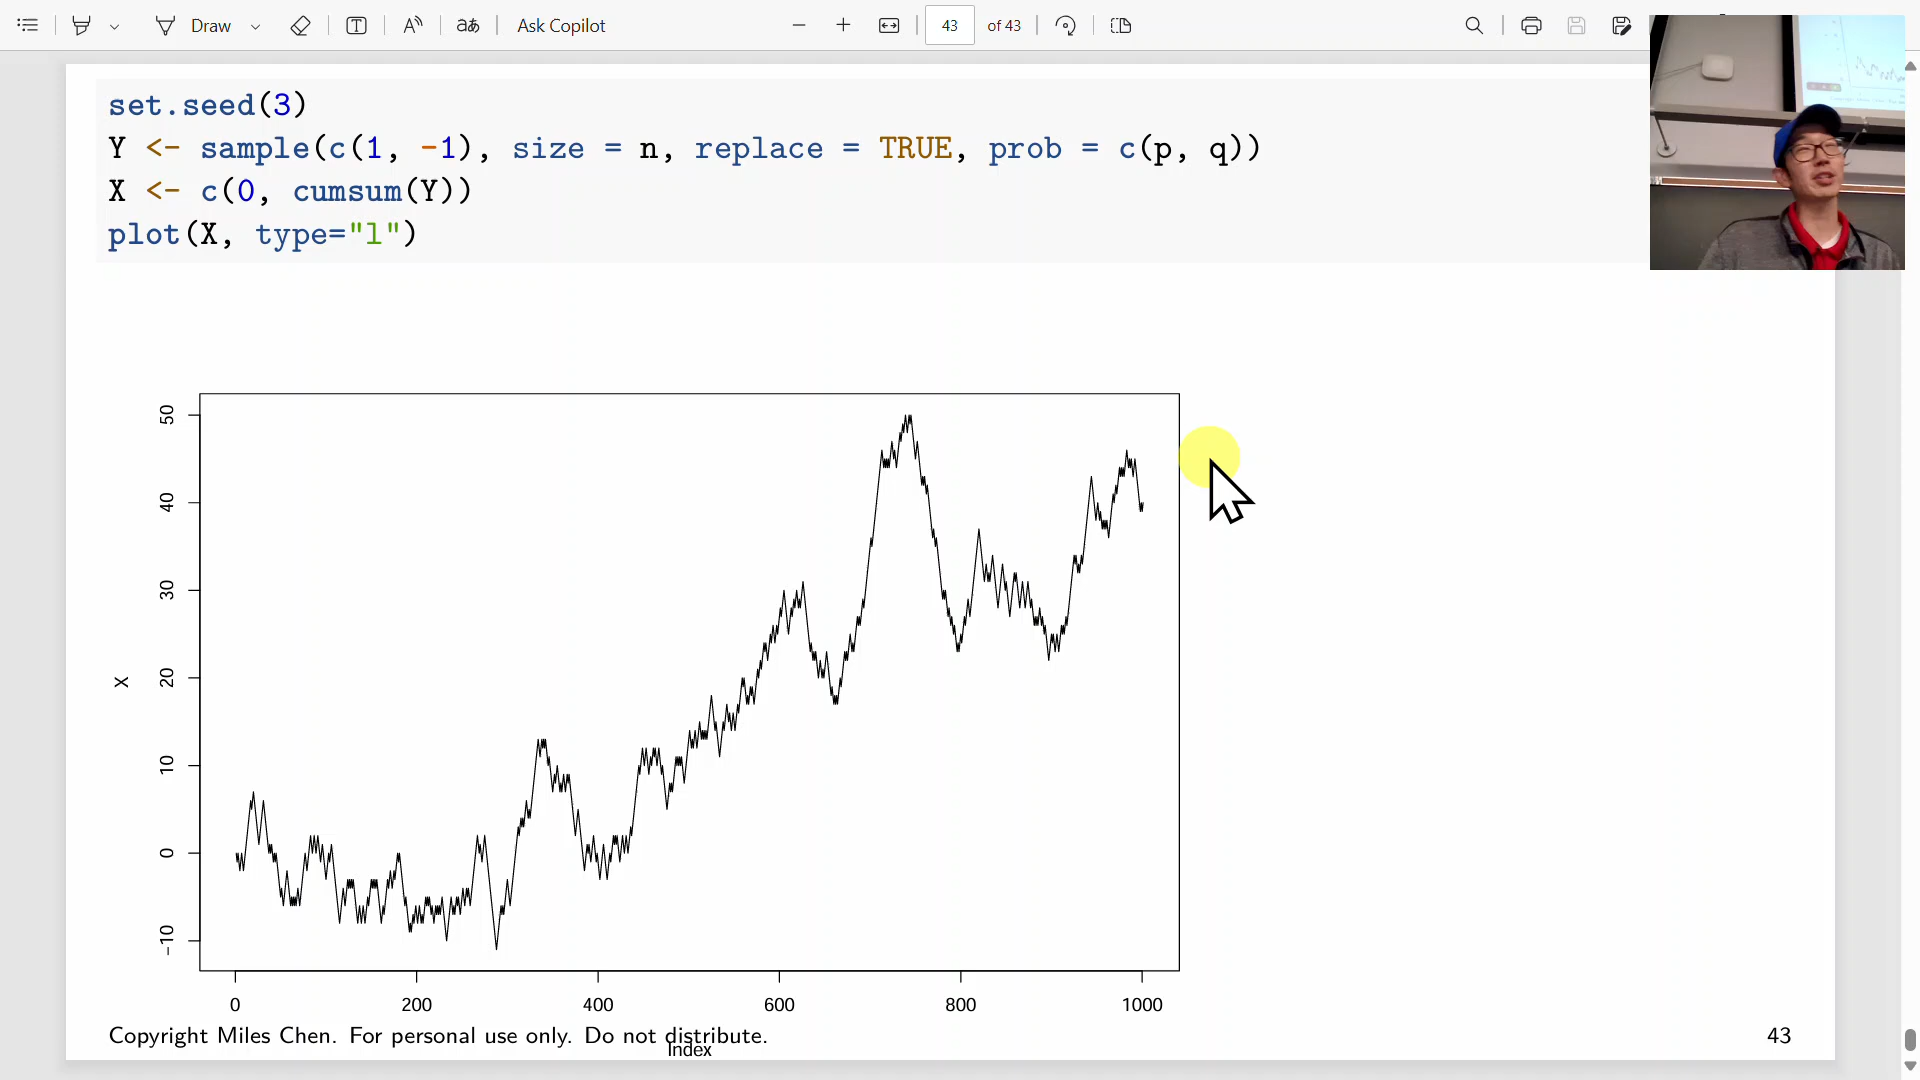 Draw
aあ
Ask Copilot
43
of 43
set.seed(3)
Y <- sample(c(1, -1), size = n, replace = TRUE, prob = c(p, q))
X <- c(0, cumsum(Y))
plot(X, type="l")
50
40
30
20
10
0
-10
X
0 200 400 600 800 1000
Index
Copyright Miles Chen. For personal use only. Do not distribute.
43